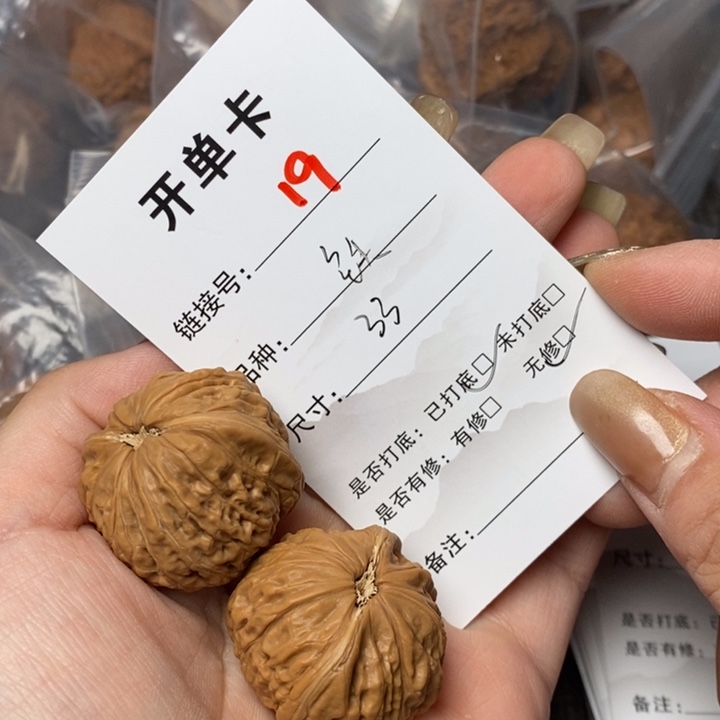 开单卡
链接号: 19
品种:
尺寸: 33
是否打底: 已打底☑ 未打底☐
是否有修: 有修☐ 无修☑
备注:
尺寸:
是否打底:
是否有修:
备注: